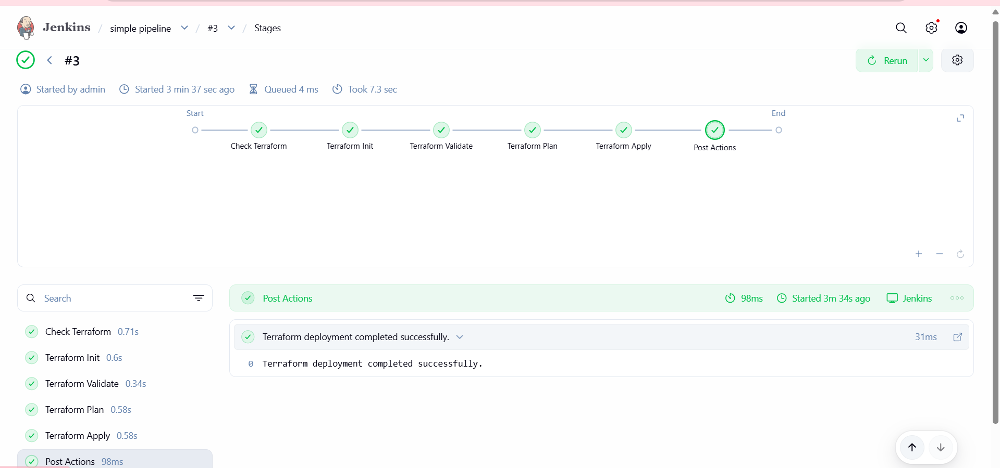 Jenkins / simple pipeline / #3 / Stages
#3
Rerun
Started by admin Started 3 min 37 sec ago Queued 4 ms Took 7.3 sec
Start End
Check Terraform Terraform Init Terraform Validate Terraform Plan Terraform Apply Post Actions
Search
Post Actions 98ms Started 3m 34s ago Jenkins
Terraform deployment completed successfully. 31ms
0 Terraform deployment completed successfully.
Check Terraform 0.71s
Terraform Init 0.6s
Terraform Validate 0.34s
Terraform Plan 0.58s
Terraform Apply 0.58s
Post Actions 98ms